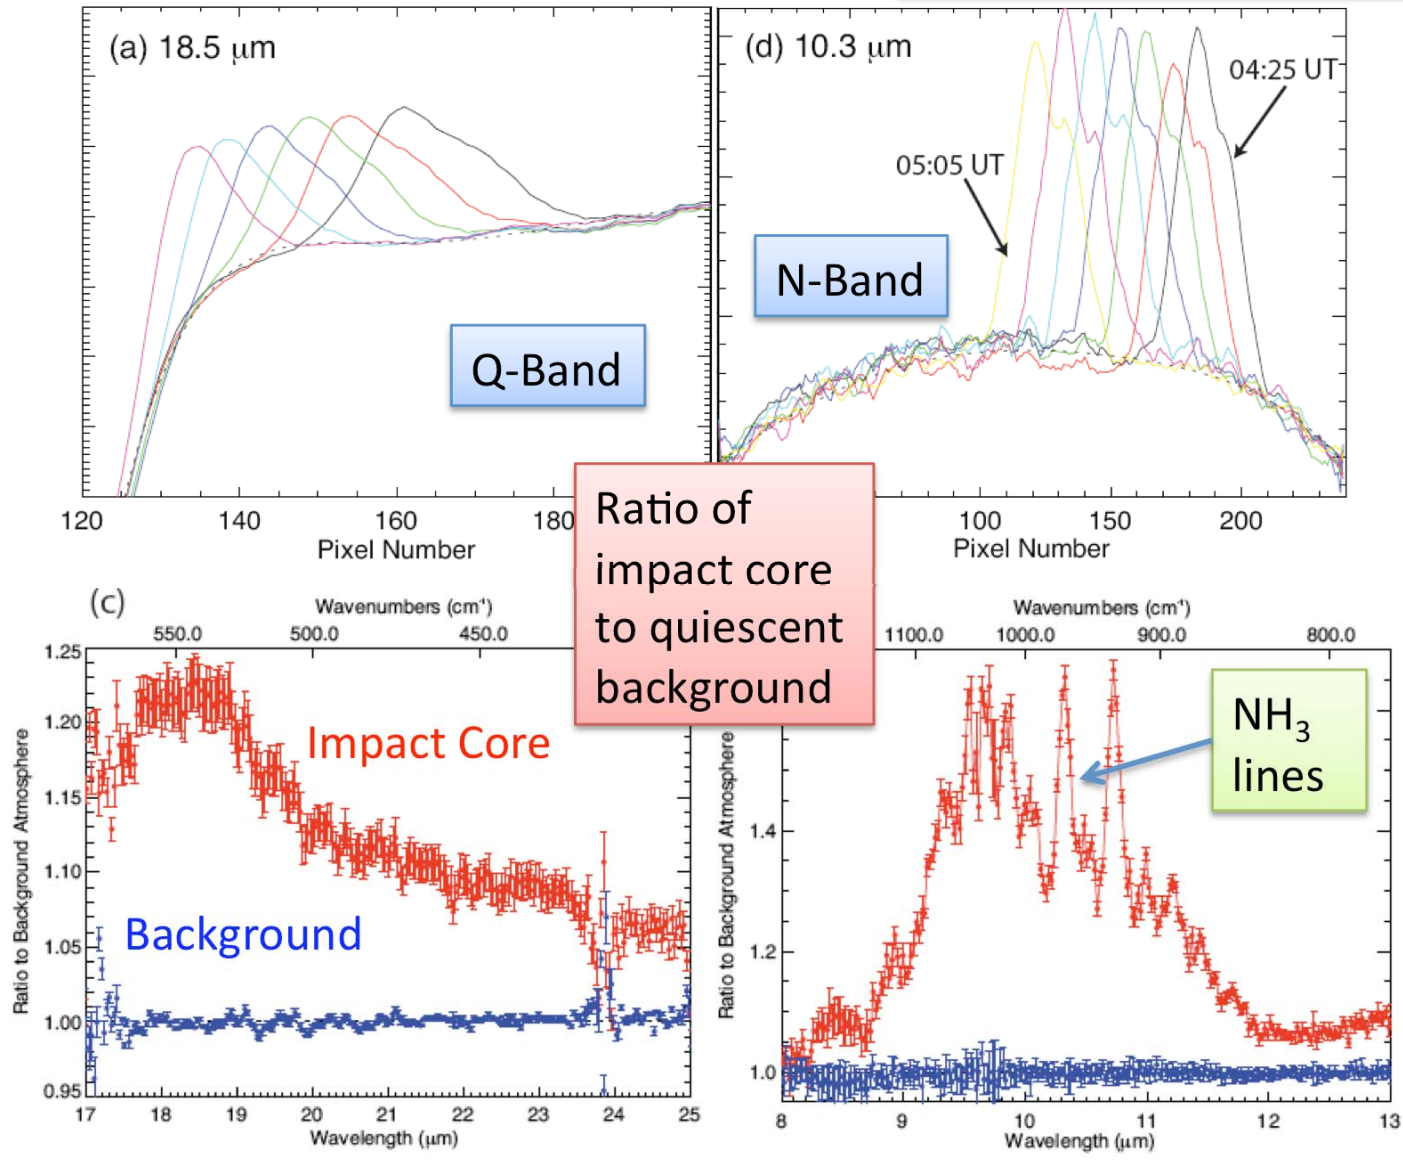 (a) 18.5 μm
Q-Band
120 140 160 180
Pixel Number
(d) 10.3 μm
04:25 UT
05:05 UT
N-Band
100 150 200
Pixel Number
Ratio of
impact core
to quiescent
background
(c)
Wavenumbers (cm⁻¹)
550.0 500.0 450.0
1.25
1.20
1.15
1.10
1.05
1.00
0.95
Ratio to Background Atmosphere
Impact Core
Background
17 18 19 20 21 22 23 24 25
Wavelength (μm)
Wavenumbers (cm⁻¹)
1100.0 1000.0 900.0 800.0
NH₃
lines
1.4
1.2
1.0
Ratio to Background Atmosphere
8 9 10 11 12 13
Wavelength (μm)